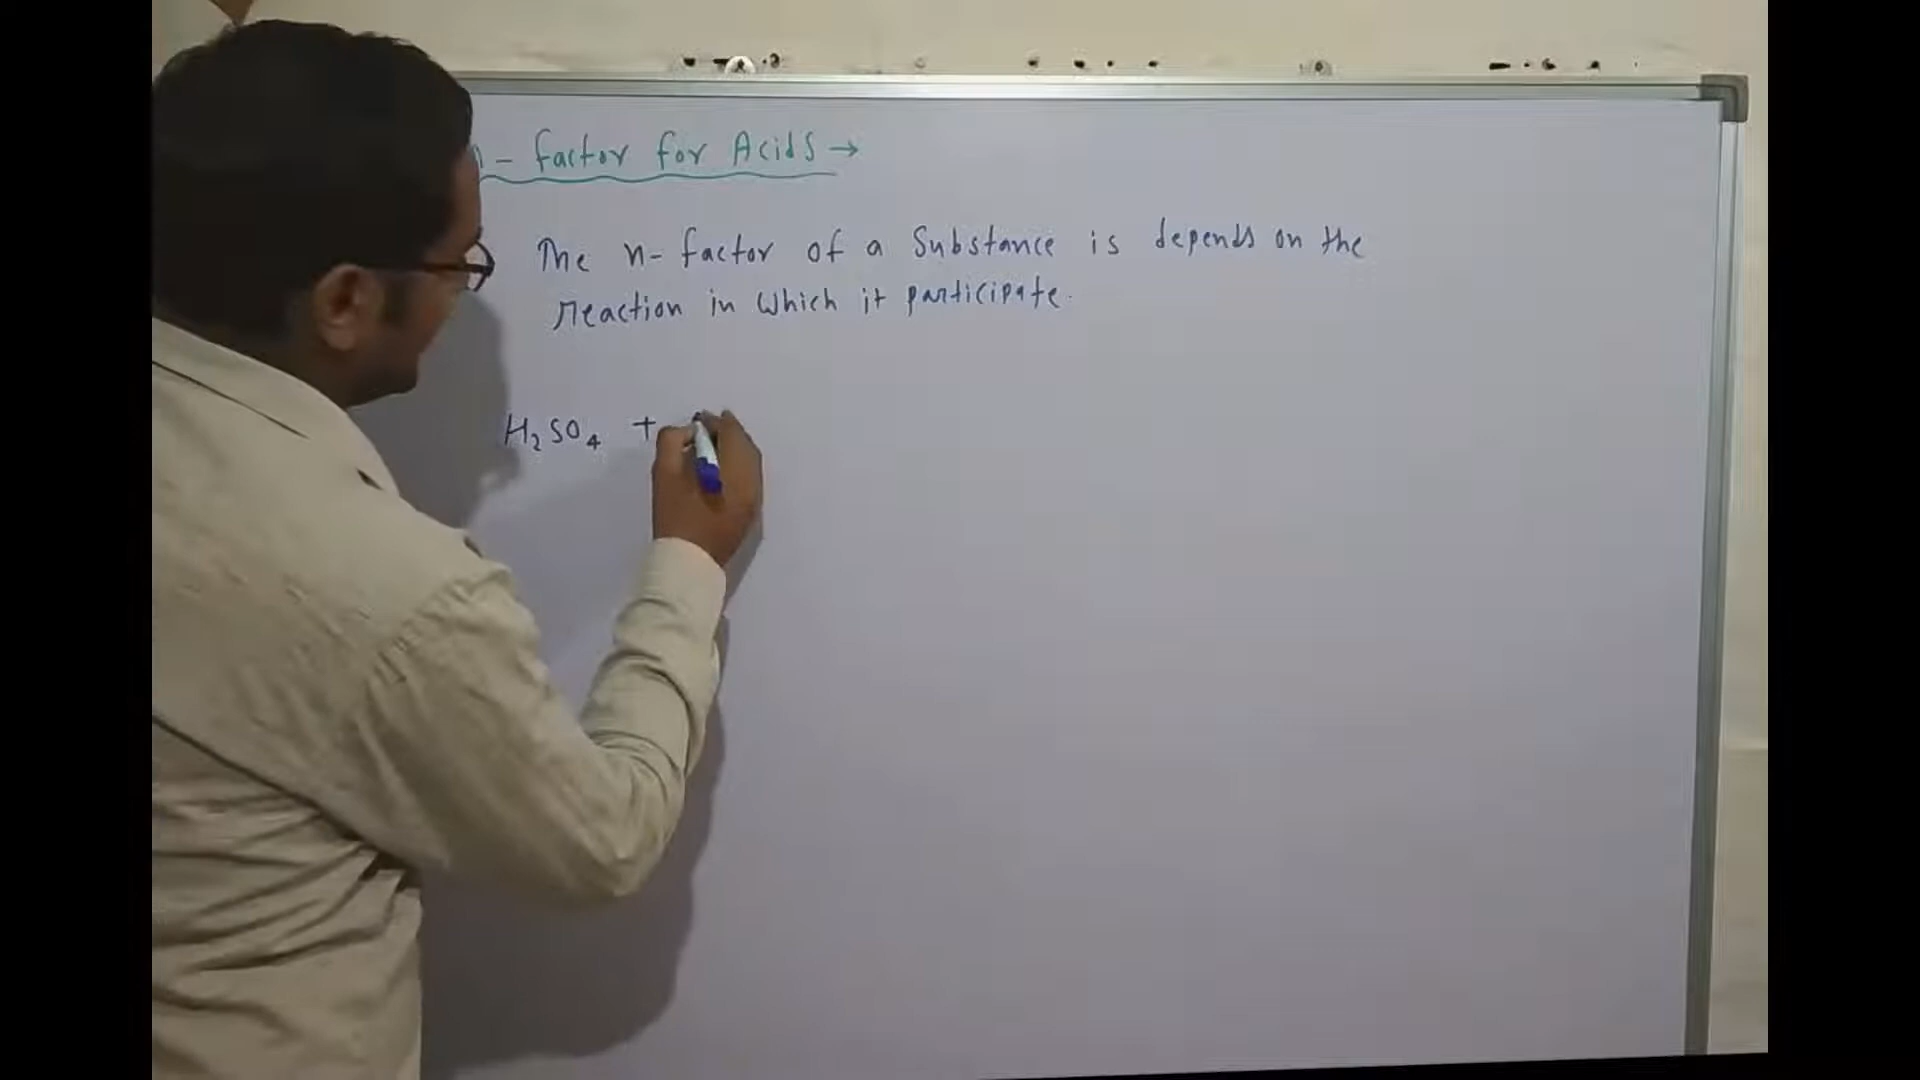 n - factor for Acids →
The n- factor of a Substance is depends on the
reaction in which it participate.
H₂SO₄ +